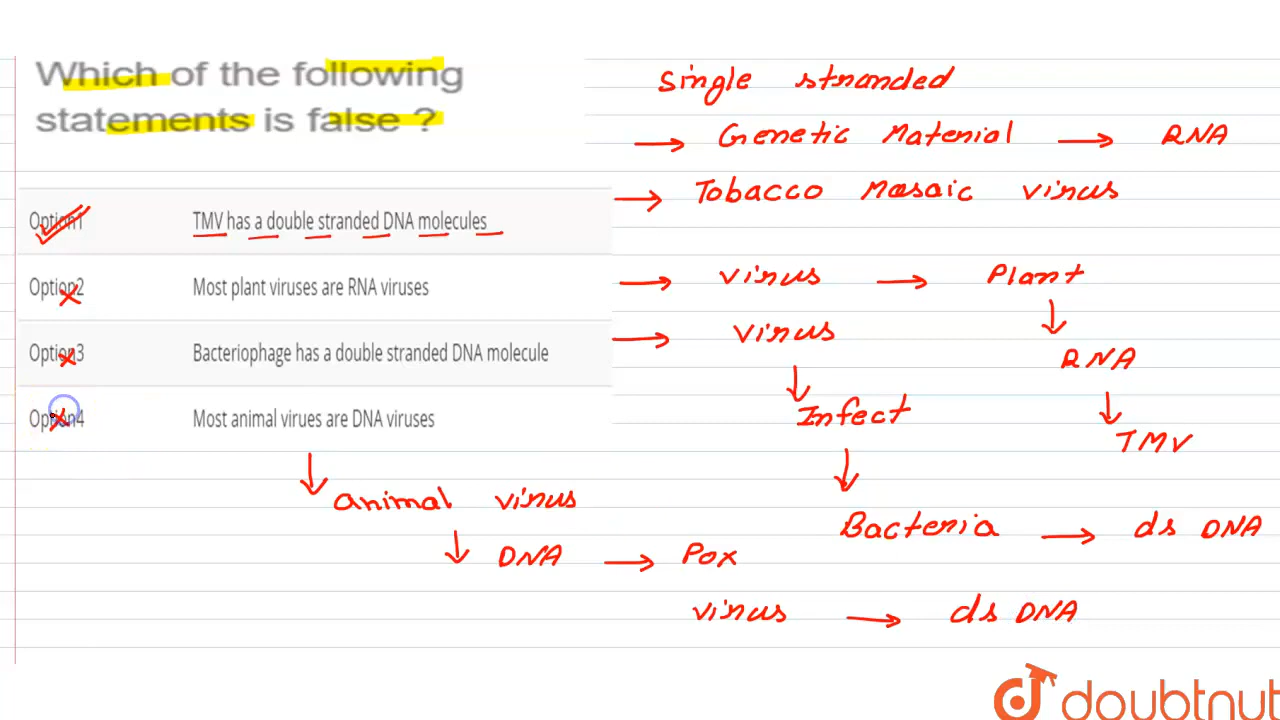 Which of the following
statements is false ?
Option1 TMV has a double stranded DNA molecules
Option2 Most plant viruses are RNA viruses
Option3 Bacteriophage has a double stranded DNA molecule
Option4 Most animal virues are DNA viruses
Single stranded
→ Genetic Material → RNA
→ Tobacco Mosaic virus
→ virus → Plant
↓
RNA
↓
TMV
→ virus
↓
Infect
↓
Bacteria → ds DNA
↓
animal virus
↓ DNA → Pox
virus → ds DNA
doubtnut